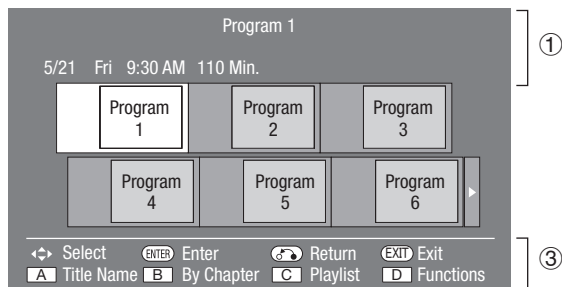 Program 1
5/21 Fri 9:30 AM 110 Min.
Program 1
Program 2
Program 3
Program 4
Program 5
Program 6
Select ENTER Enter Return EXIT Exit
A Title Name B By Chapter C Playlist D Functions
①
③